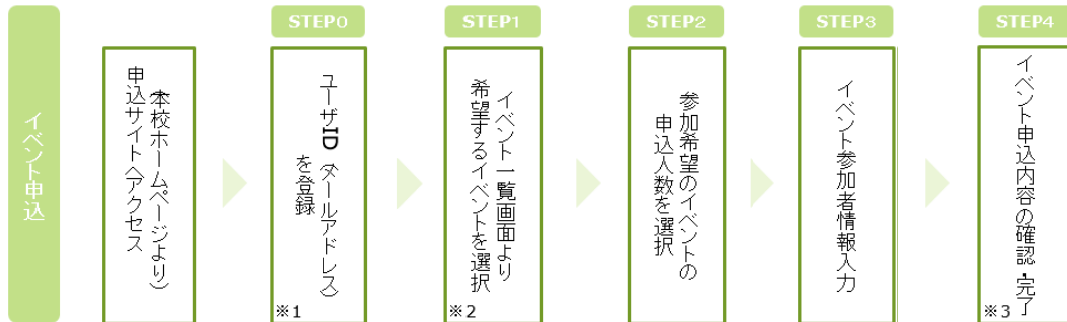 イベント申込
（本校ホームページより）
申込サイトへアクセス
STEP0
ユーザID（メールアドレス）
を登録
※1
STEP1
イベント一覧画面より
希望するイベントを選択
※2
STEP2
参加希望のイベントの
申込人数を選択
STEP3
イベント参加者情報入力
STEP4
イベント申込内容の確認・完了
※3